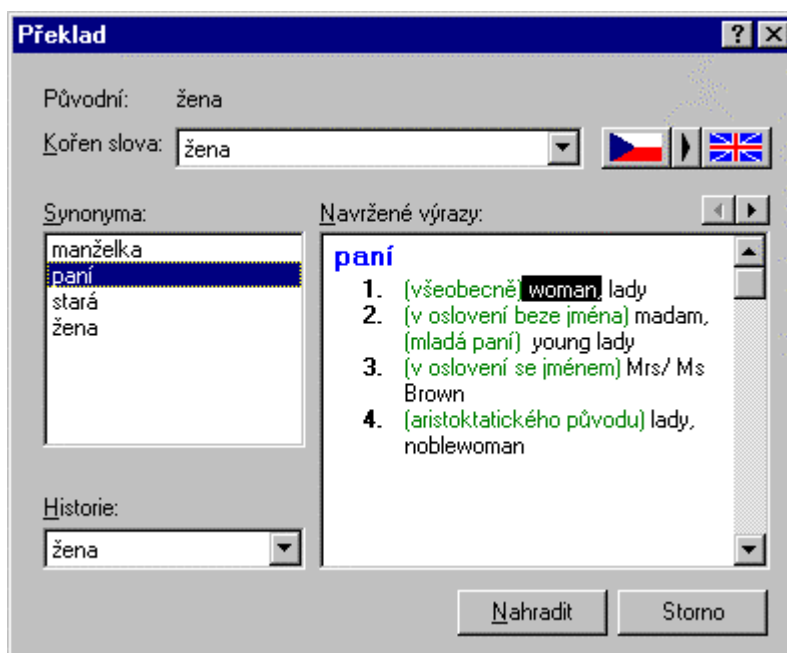 Překlad
Původní: žena
Kořen slova: žena
Synonyma:
manželka
paní
stará
žena
Navržené výrazy:
paní
1. (všeobecně) woman, lady
2. (v oslovení beze jména) madam,
(mladá paní) young lady
3. (v oslovení se jménem) Mrs/ Ms
Brown
4. (aristoktatického původu) lady,
noblewoman
Historie:
žena
Nahradit Storno